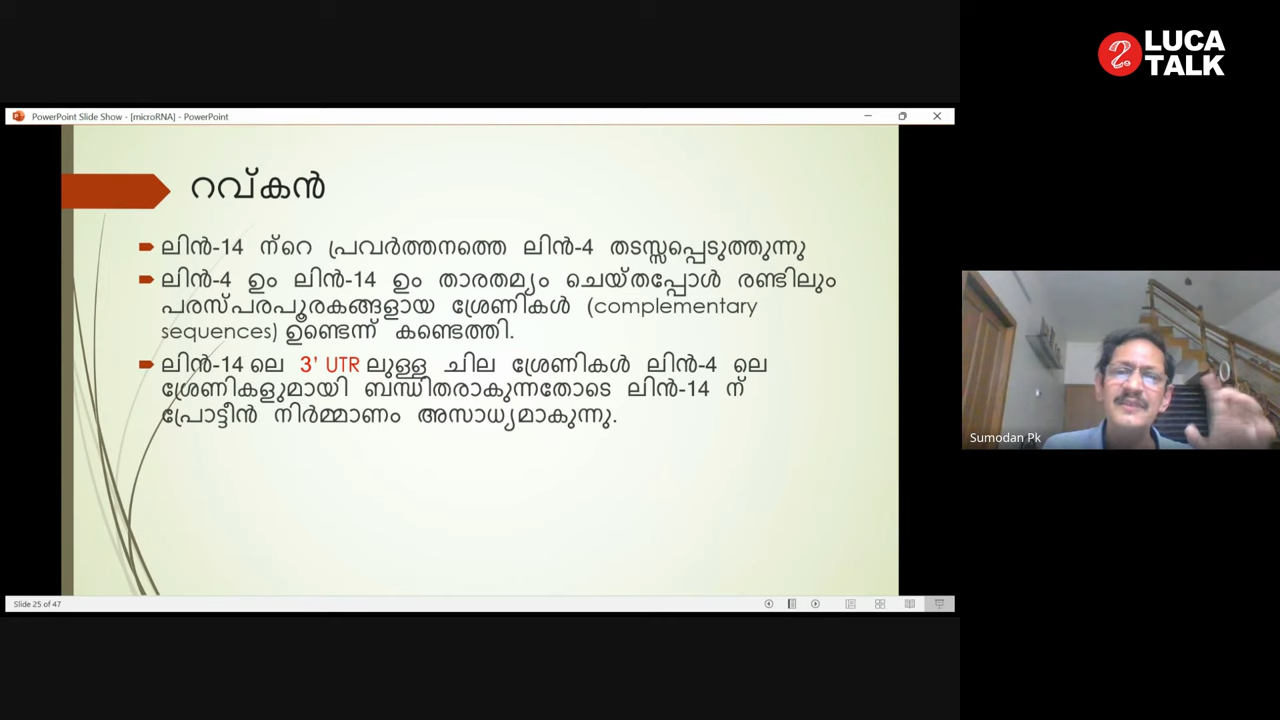 LUCA
TALK
PowerPoint Slide Show - [microRNA] - PowerPoint
റവ്കൻ
ലിൻ-14 ന്റെ പ്രവർത്തനത്തെ ലിൻ-4 തടസ്സപ്പെടുത്തുന്നു
ലിൻ-4 ഉം ലിൻ-14 ഉം താരതമ്യം ചെയ്തപ്പോൾ രണ്ടിലും
പരസ്പരപൂരകങ്ങളായ ശ്രേണികൾ (complementary
sequences) ഉണ്ടെന്ന് കണ്ടെത്തി.
ലിൻ-14 ലെ 3' UTR ലുള്ള ചില ശ്രേണികൾ ലിൻ-4 ലെ
ശ്രേണികളുമായി ബന്ധിതരാകുന്നതോടെ ലിൻ-14 ന്
പ്രോട്ടീൻ നിർമ്മാണം അസാധ്യമാകുന്നു.
Sumodan Pk
Slide 25 of 47